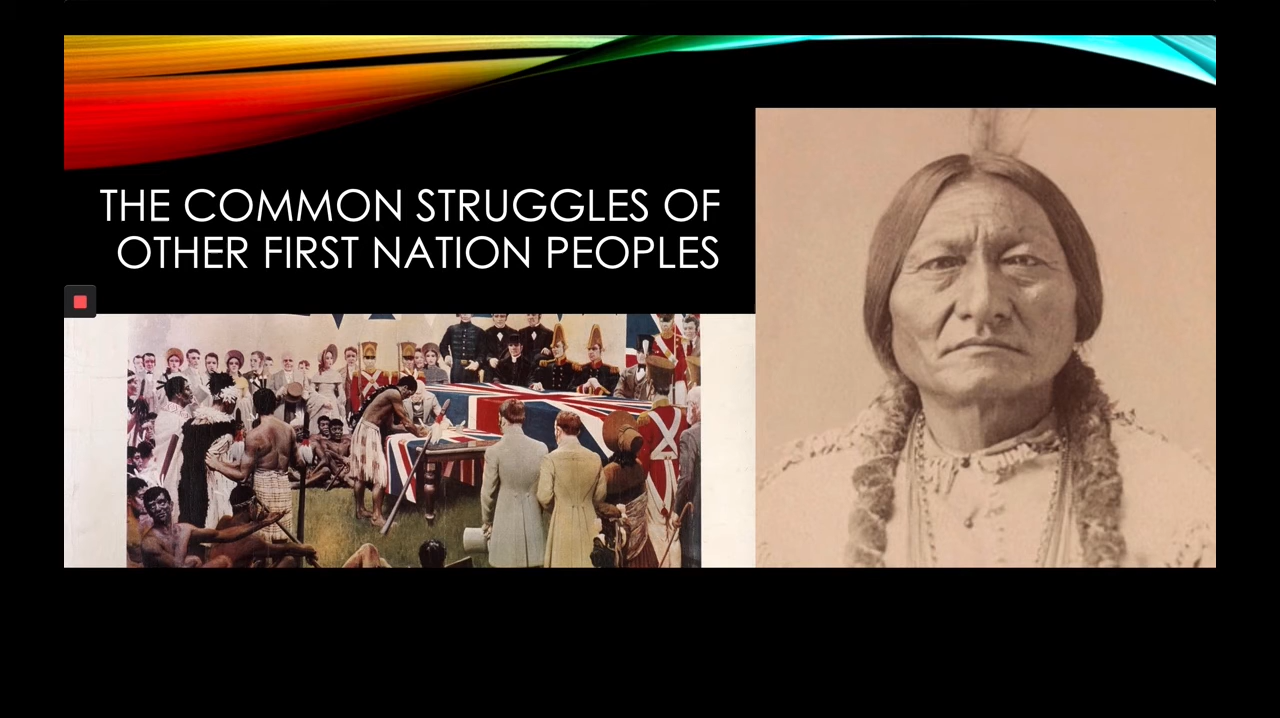 THE COMMON STRUGGLES OF
OTHER FIRST NATION PEOPLES